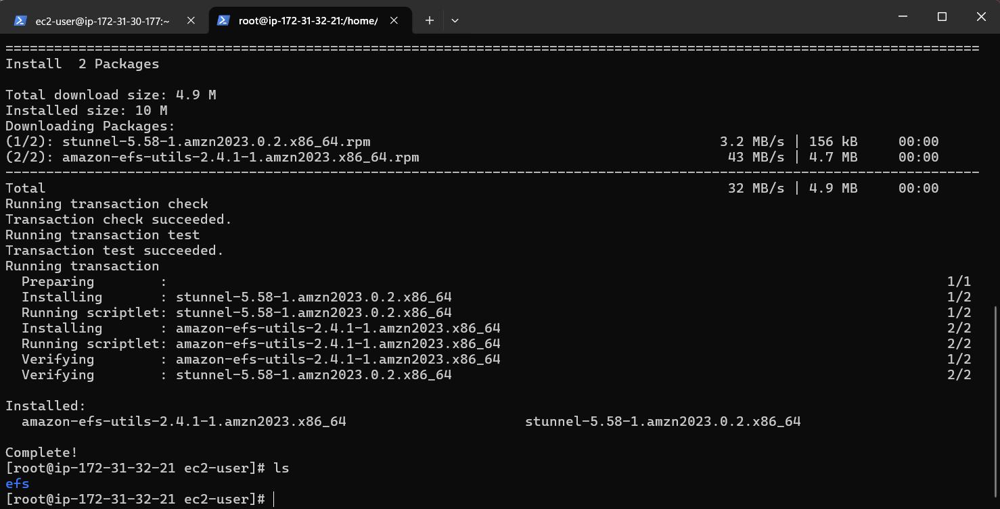 ec2-user@ip-172-31-30-177:~
root@ip-172-31-32-21:/home/
========================================================================================================================
Install  2 Packages
Total download size: 4.9 M
Installed size: 10 M
Downloading Packages:
(1/2): stunnel-5.58-1.amzn2023.0.2.x86_64.rpm                                           3.2 MB/s | 156 kB     00:00
(2/2): amazon-efs-utils-2.4.1-1.amzn2023.x86_64.rpm                                      43 MB/s | 4.7 MB     00:00
------------------------------------------------------------------------------------------------------------------------
Total                                                                                    32 MB/s | 4.9 MB     00:00
Running transaction check
Transaction check succeeded.
Running transaction test
Transaction test succeeded.
Running transaction
  Preparing        :                                                                                                1/1
  Installing       : stunnel-5.58-1.amzn2023.0.2.x86_64                                                             1/2
  Running scriptlet: stunnel-5.58-1.amzn2023.0.2.x86_64                                                             1/2
  Installing       : amazon-efs-utils-2.4.1-1.amzn2023.x86_64                                                       2/2
  Running scriptlet: amazon-efs-utils-2.4.1-1.amzn2023.x86_64                                                       2/2
  Verifying        : amazon-efs-utils-2.4.1-1.amzn2023.x86_64                                                       1/2
  Verifying        : stunnel-5.58-1.amzn2023.0.2.x86_64                                                             2/2
Installed:
  amazon-efs-utils-2.4.1-1.amzn2023.x86_64                      stunnel-5.58-1.amzn2023.0.2.x86_64
Complete!
[root@ip-172-31-32-21 ec2-user]# ls
efs
[root@ip-172-31-32-21 ec2-user]#